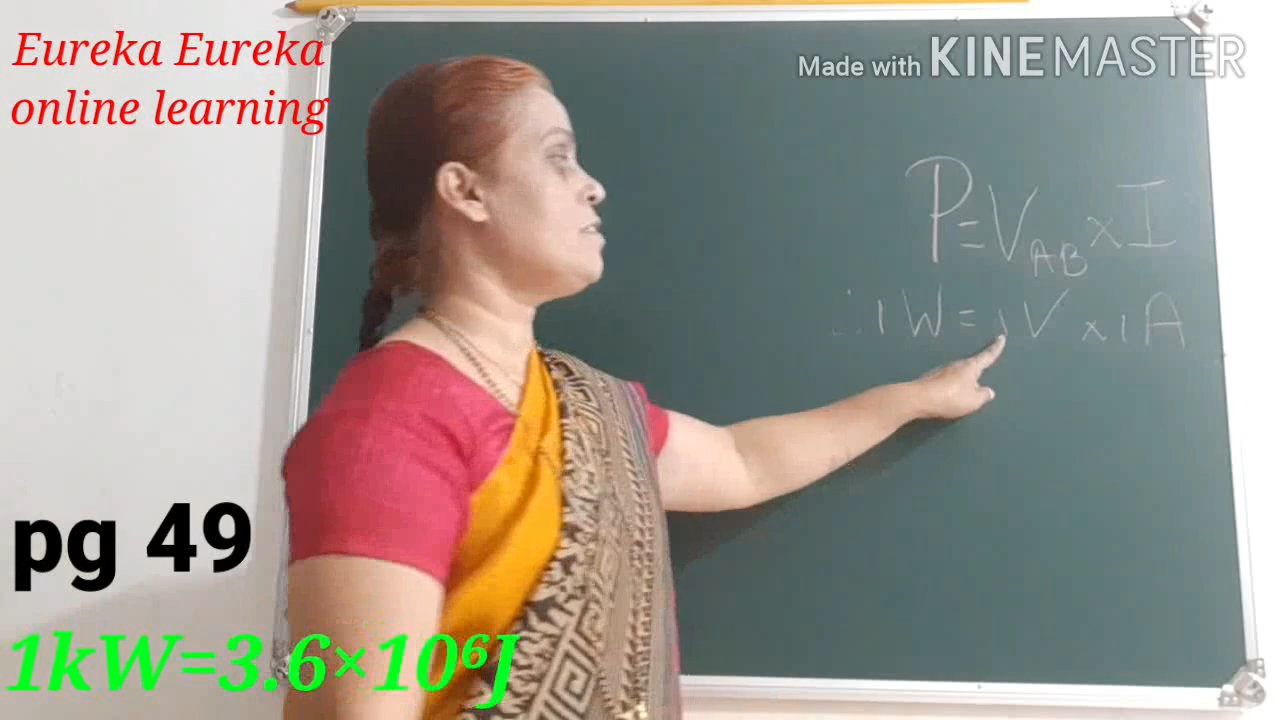 Eureka Eureka
online learning
Made with KINEMASTER
P=V_AB×I
∴1W=1V×1A
pg 49
1kW=3.6×10⁶J